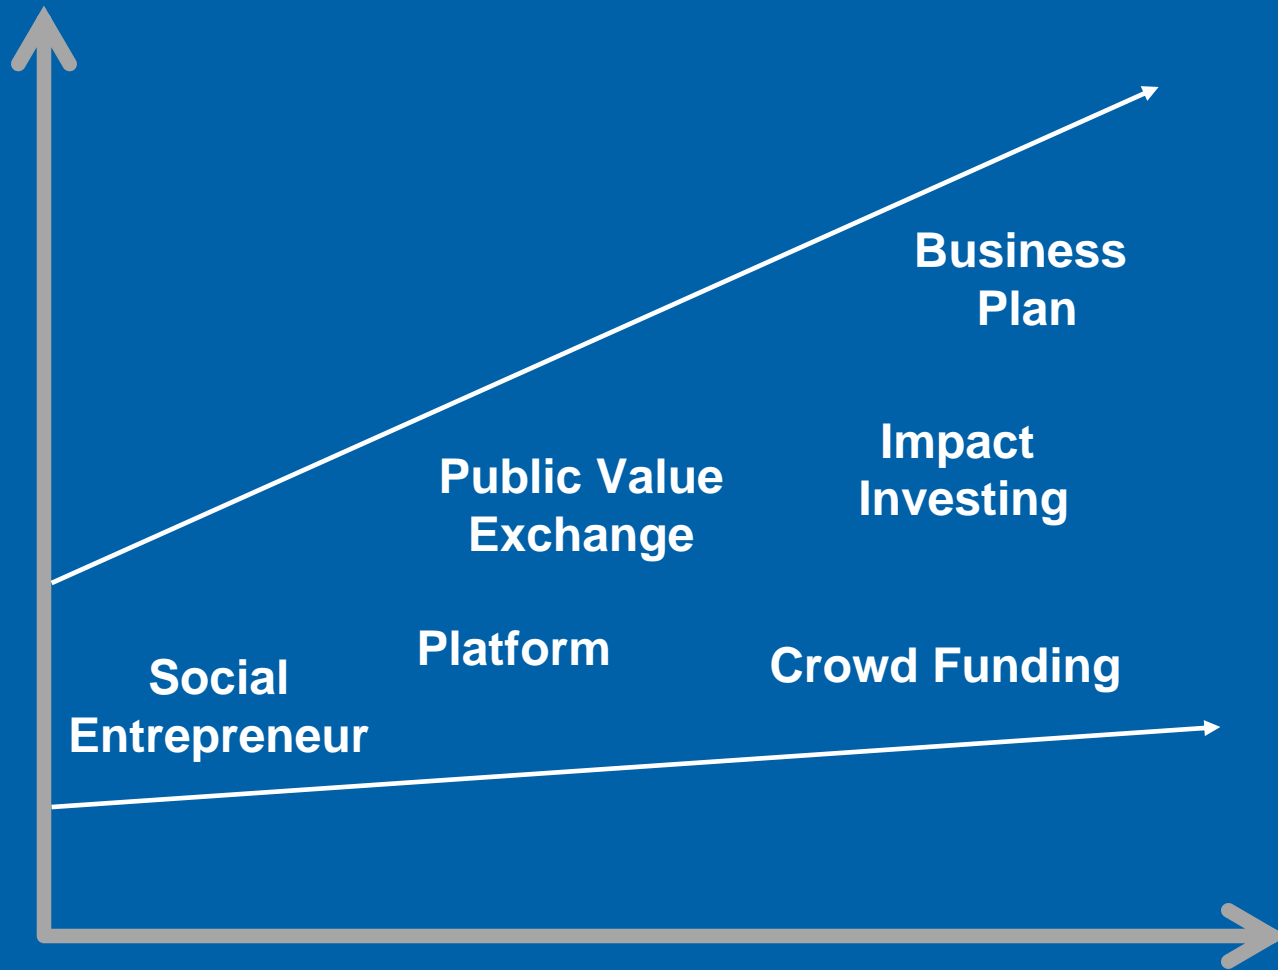 Business
Plan
Impact
Investing
Public Value
Exchange
Platform
Crowd Funding
Social
Entrepreneur